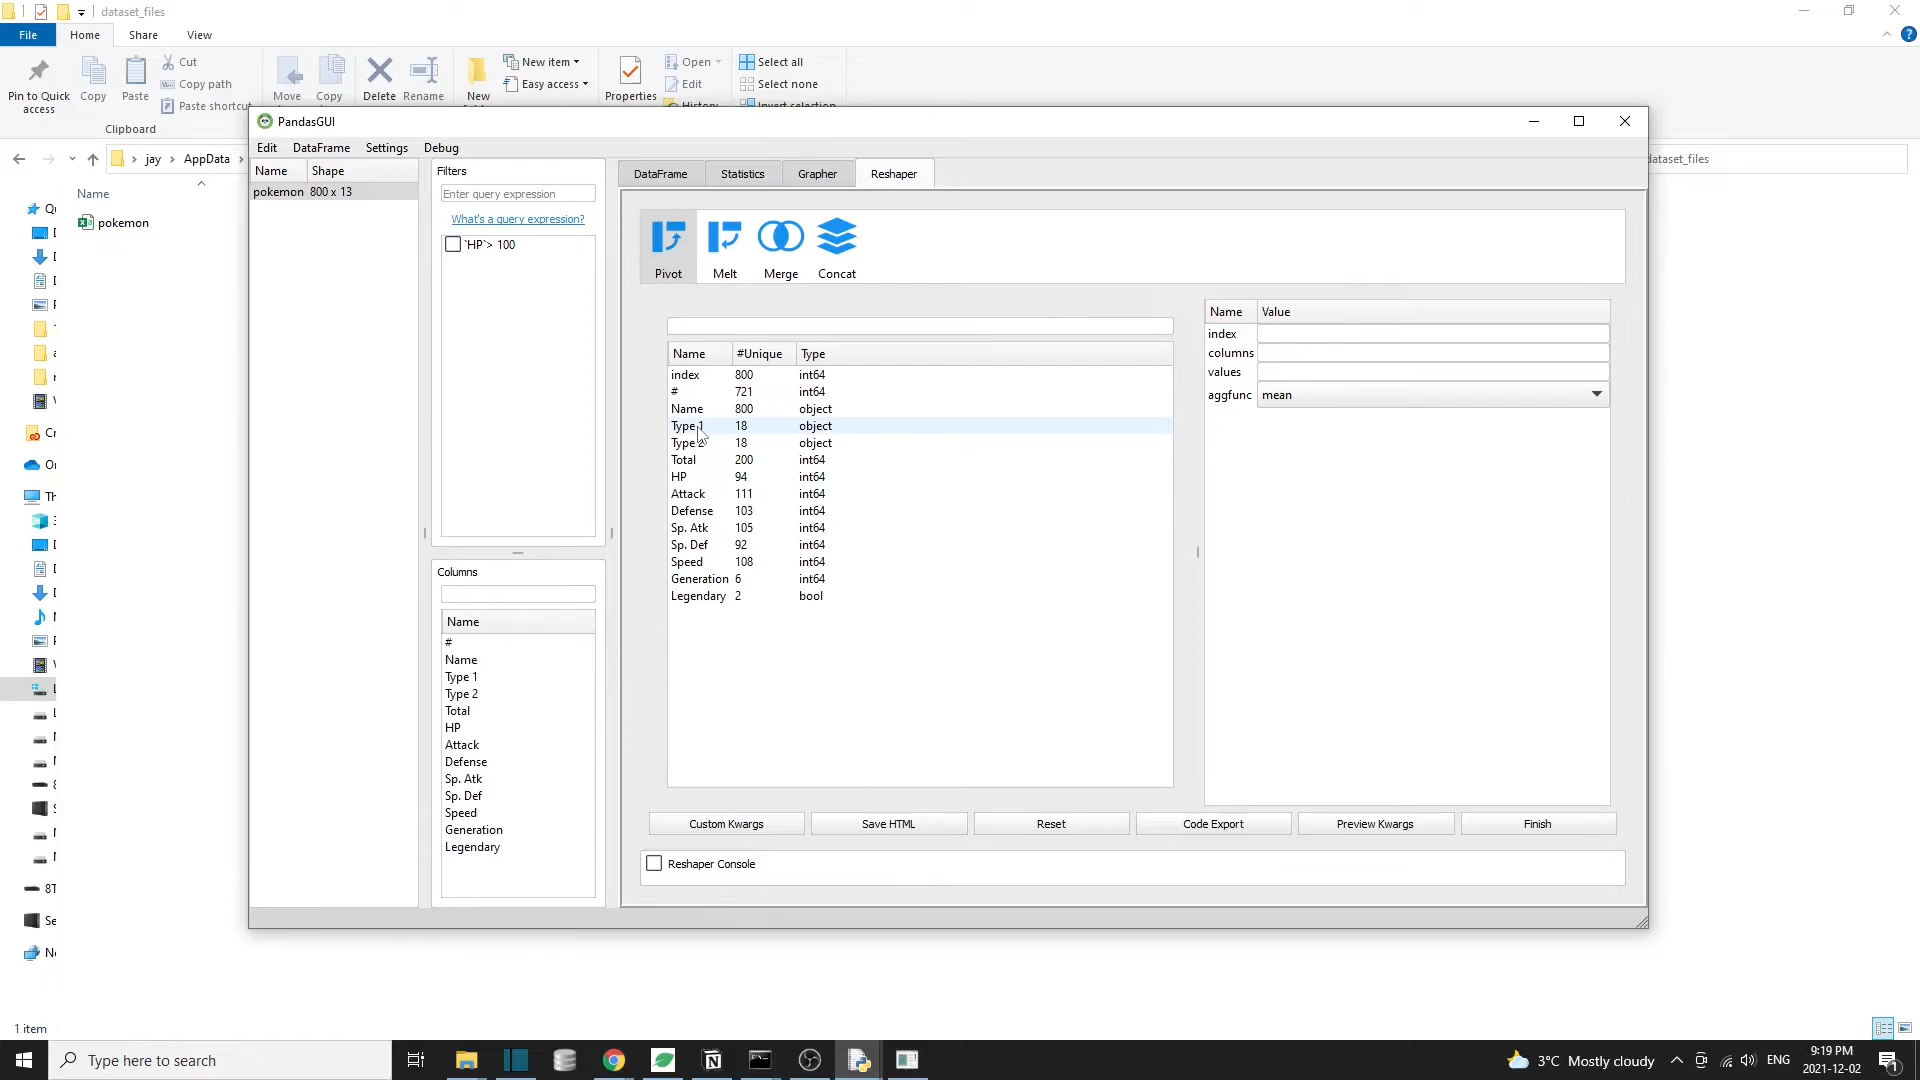 dataset_files
File Home Share View
Pin to Quick access
Copy
Paste
Cut
Copy path
Paste shortcut
Clipboard
Move
Copy
Delete
Rename
New
New item
Easy access
Properties
Open
Edit
History
Select all
Select none
Invert selection
jay AppData
dataset_files
Name
pokemon
1 item
PandasGUI
Edit DataFrame Settings Debug
Name Shape
pokemon 800 x 13
Filters
Enter query expression
What's a query expression?
`HP`> 100
Columns
Name
#
Name
Type 1
Type 2
Total
HP
Attack
Defense
Sp. Atk
Sp. Def
Speed
Generation
Legendary
DataFrame Statistics Grapher Reshaper
Pivot Melt Merge Concat
Name #Unique Type
index 800 int64
# 721 int64
Name 800 object
Type 1 18 object
Type 2 18 object
Total 200 int64
HP 94 int64
Attack 111 int64
Defense 103 int64
Sp. Atk 105 int64
Sp. Def 92 int64
Speed 108 int64
Generation 6 int64
Legendary 2 bool
Name Value
index
columns
values
aggfunc mean
Custom Kwargs Save HTML Reset Code Export Preview Kwargs Finish
Reshaper Console
Type here to search
3°C Mostly cloudy
ENG
9:19 PM
2021-12-02
1